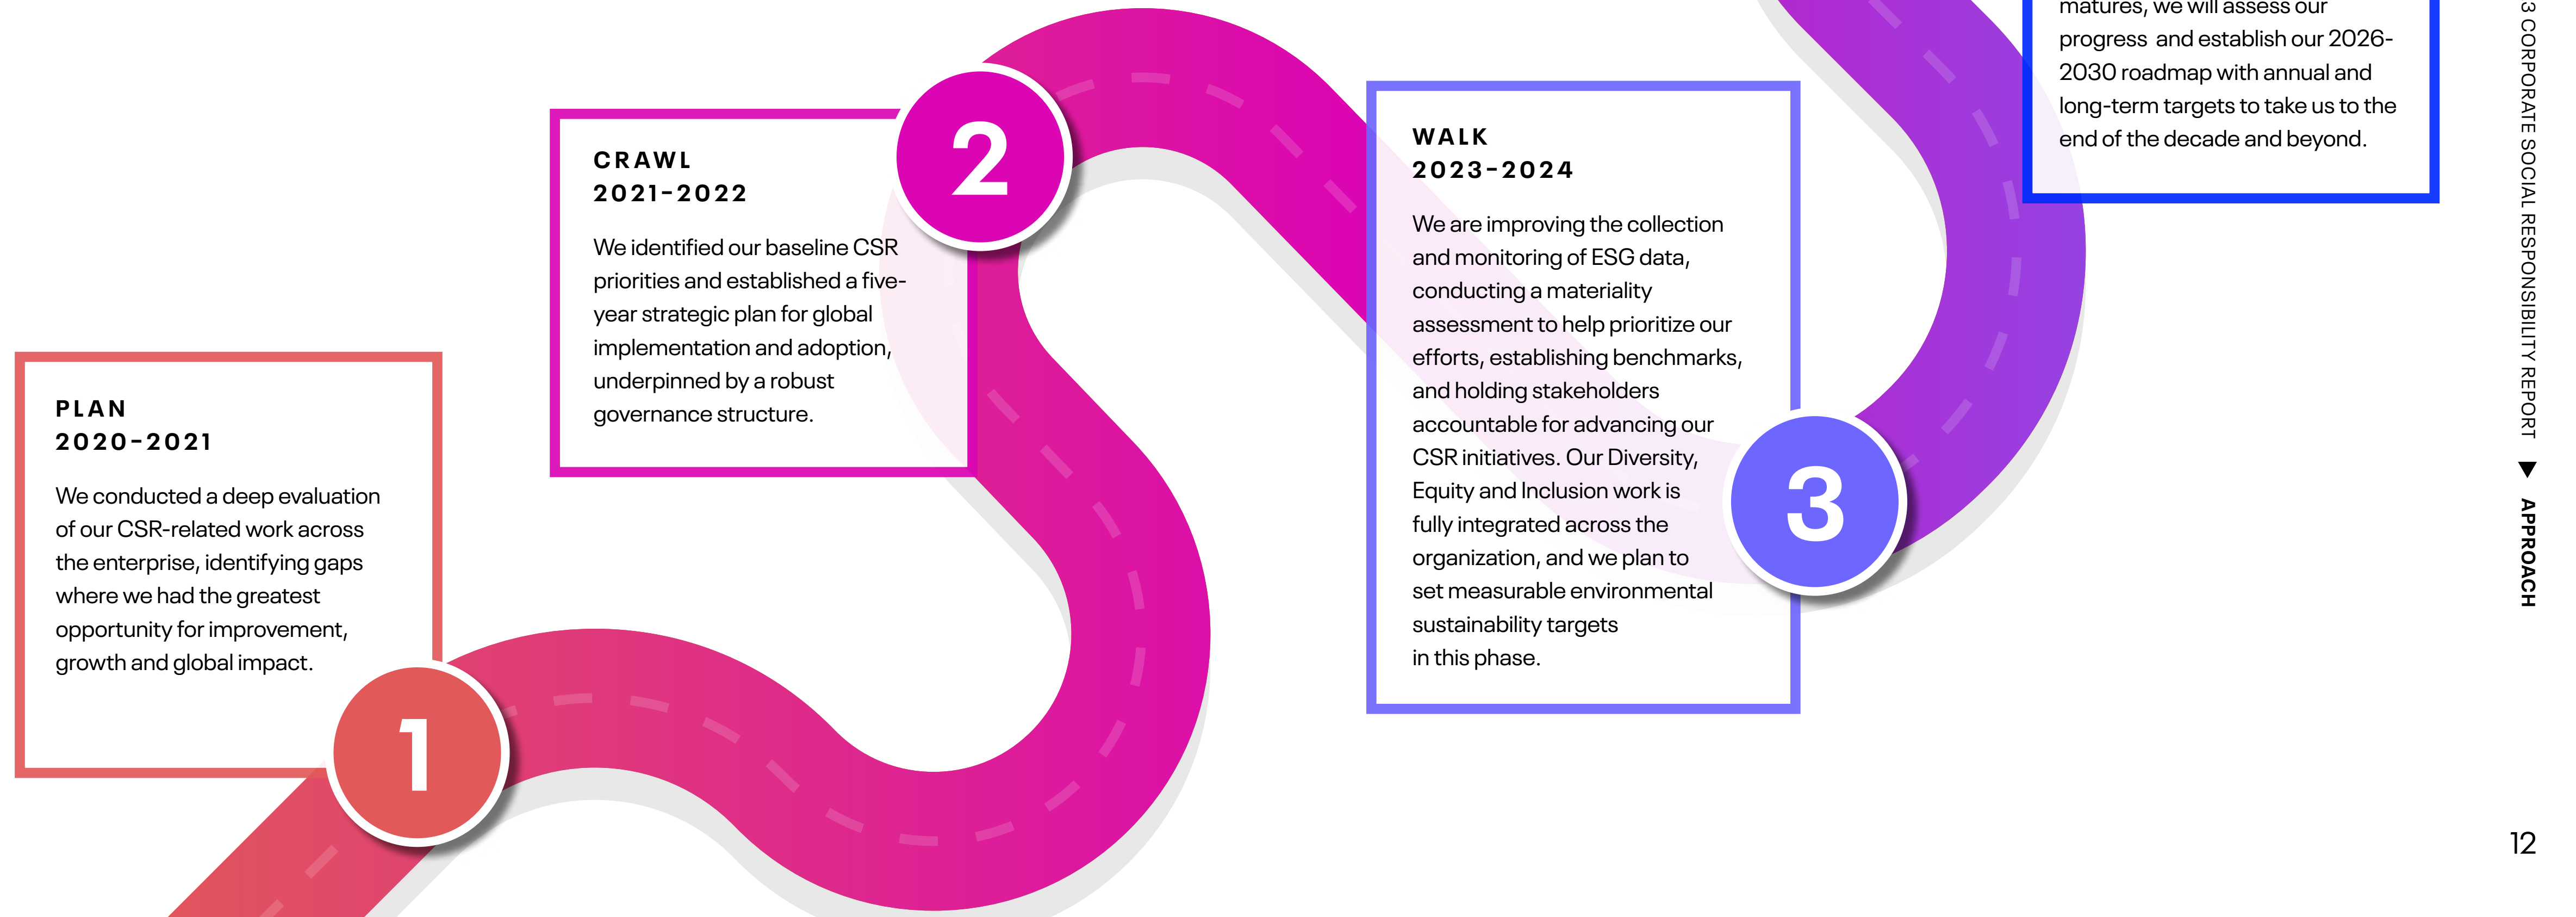 PLAN
2020-2021
We conducted a deep evaluation
of our CSR-related work across
the enterprise, identifying gaps
where we had the greatest
opportunity for improvement,
growth and global impact.
1
CRAWL
2021-2022
We identified our baseline CSR
priorities and established a five-
year strategic plan for global
implementation and adoption,
underpinned by a robust
governance structure.
2
WALK
2023-2024
We are improving the collection
and monitoring of ESG data,
conducting a materiality
assessment to help prioritize our
efforts, establishing benchmarks,
and holding stakeholders
accountable for advancing our
CSR initiatives. Our Diversity,
Equity and Inclusion work is
fully integrated across the
organization, and we plan to
set measurable environmental
sustainability targets
in this phase.
3
matures, we will assess our
progress and establish our 2026-
2030 roadmap with annual and
long-term targets to take us to the
end of the decade and beyond.
3 CORPORATE SOCIAL RESPONSIBILITY REPORT ▼ APPROACH
12